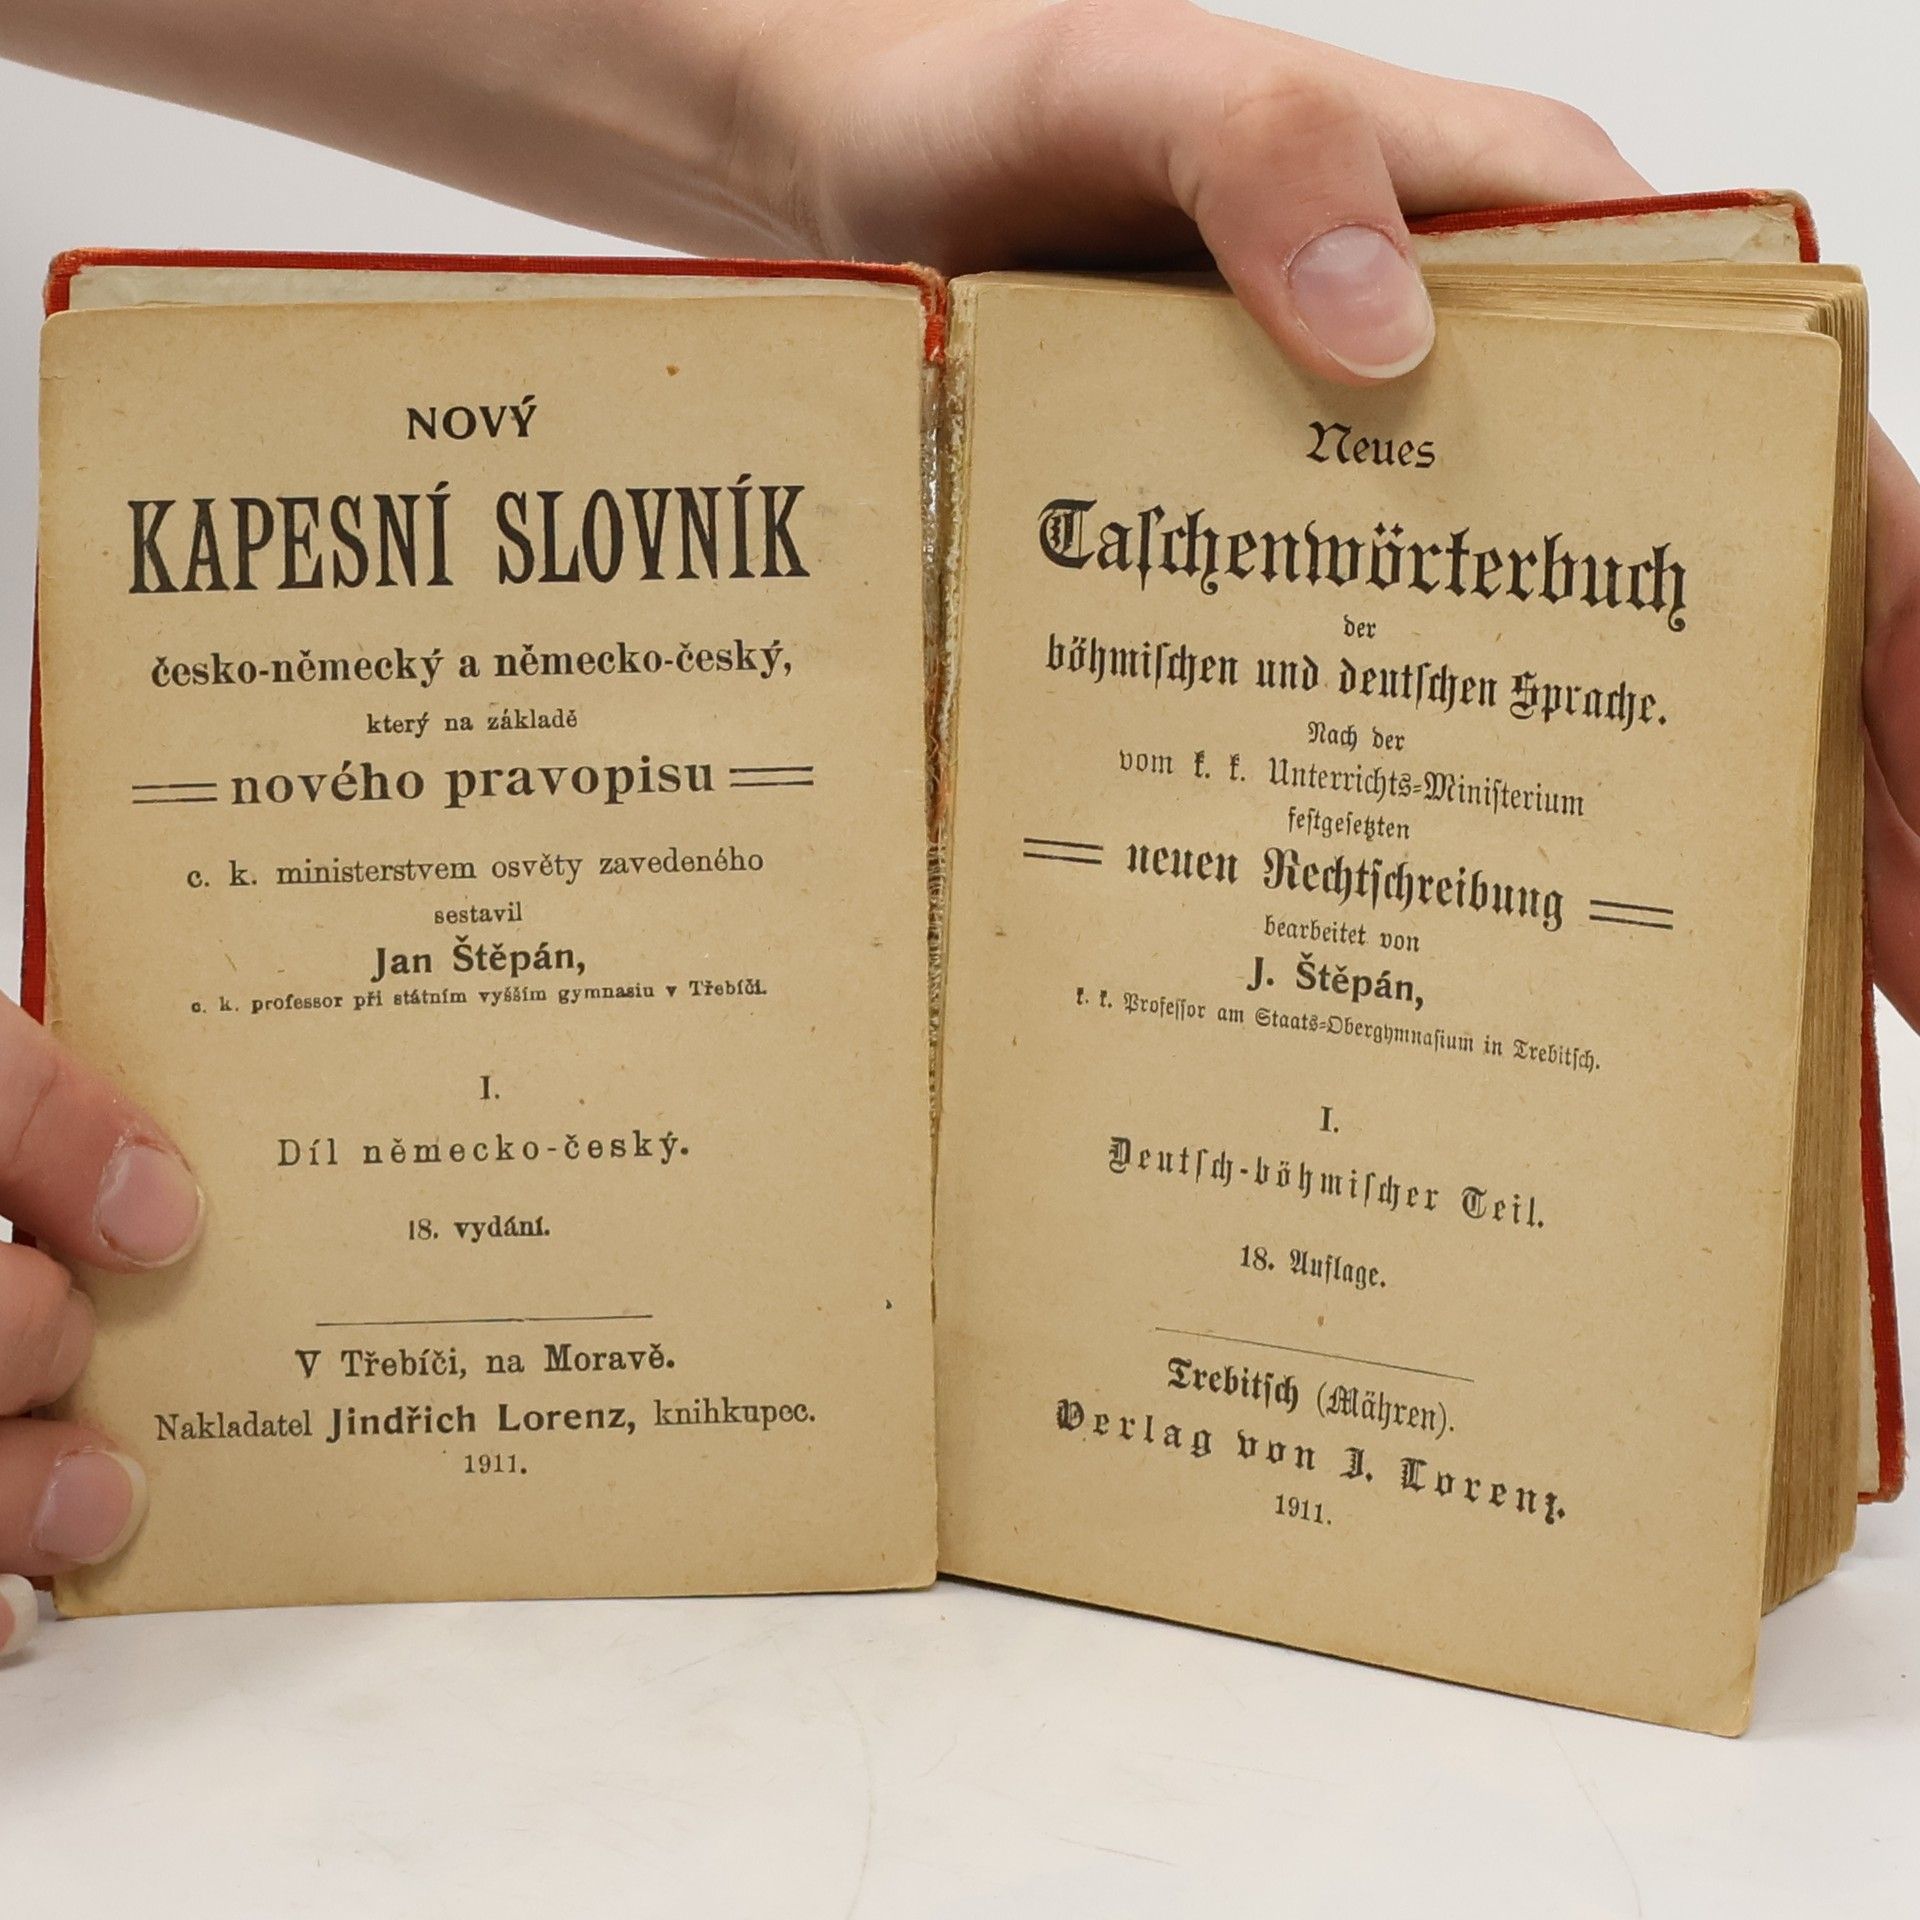 NOVÝ
KAPESNÍ SLOVNÍK
česko-německý a německo-český,
který na základě
nového pravopisu
c. k. ministerstvem osvěty zavedeného
sestavil
Jan Štěpán,
c. k. professor při státním vyšším gymnasiu v Třebíči.
I.
Díl německo-český.
18. vydání.
V Třebíči, na Moravě.
Nakladatel Jindřich Lorenz, knihkupec.
1911.
Neues
Taſchenwörterbuch
der
böhmiſchen und deutſchen Sprache.
Nach der
vom k. k. Unterrichts-Miniſterium
feſtgeſetzten
neuen Rechtſchreibung
bearbeitet von
J. Štěpán,
k. k. Profeſſor am Staats-Obergymnaſium in Trebitſch.
I.
Deutſch-böhmiſcher Teil.
18. Auflage.
Trebitſch (Mähren).
Verlag von J. Lorenz.
1911.